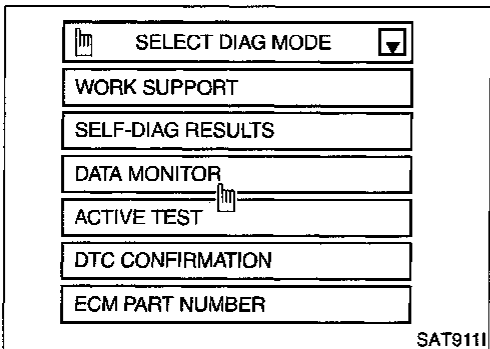 SELECT DIAG MODE
WORK SUPPORT
SELF-DIAG RESULTS
DATA MONITOR
ACTIVE TEST
DTC CONFIRMATION
ECM PART NUMBER
SAT911I